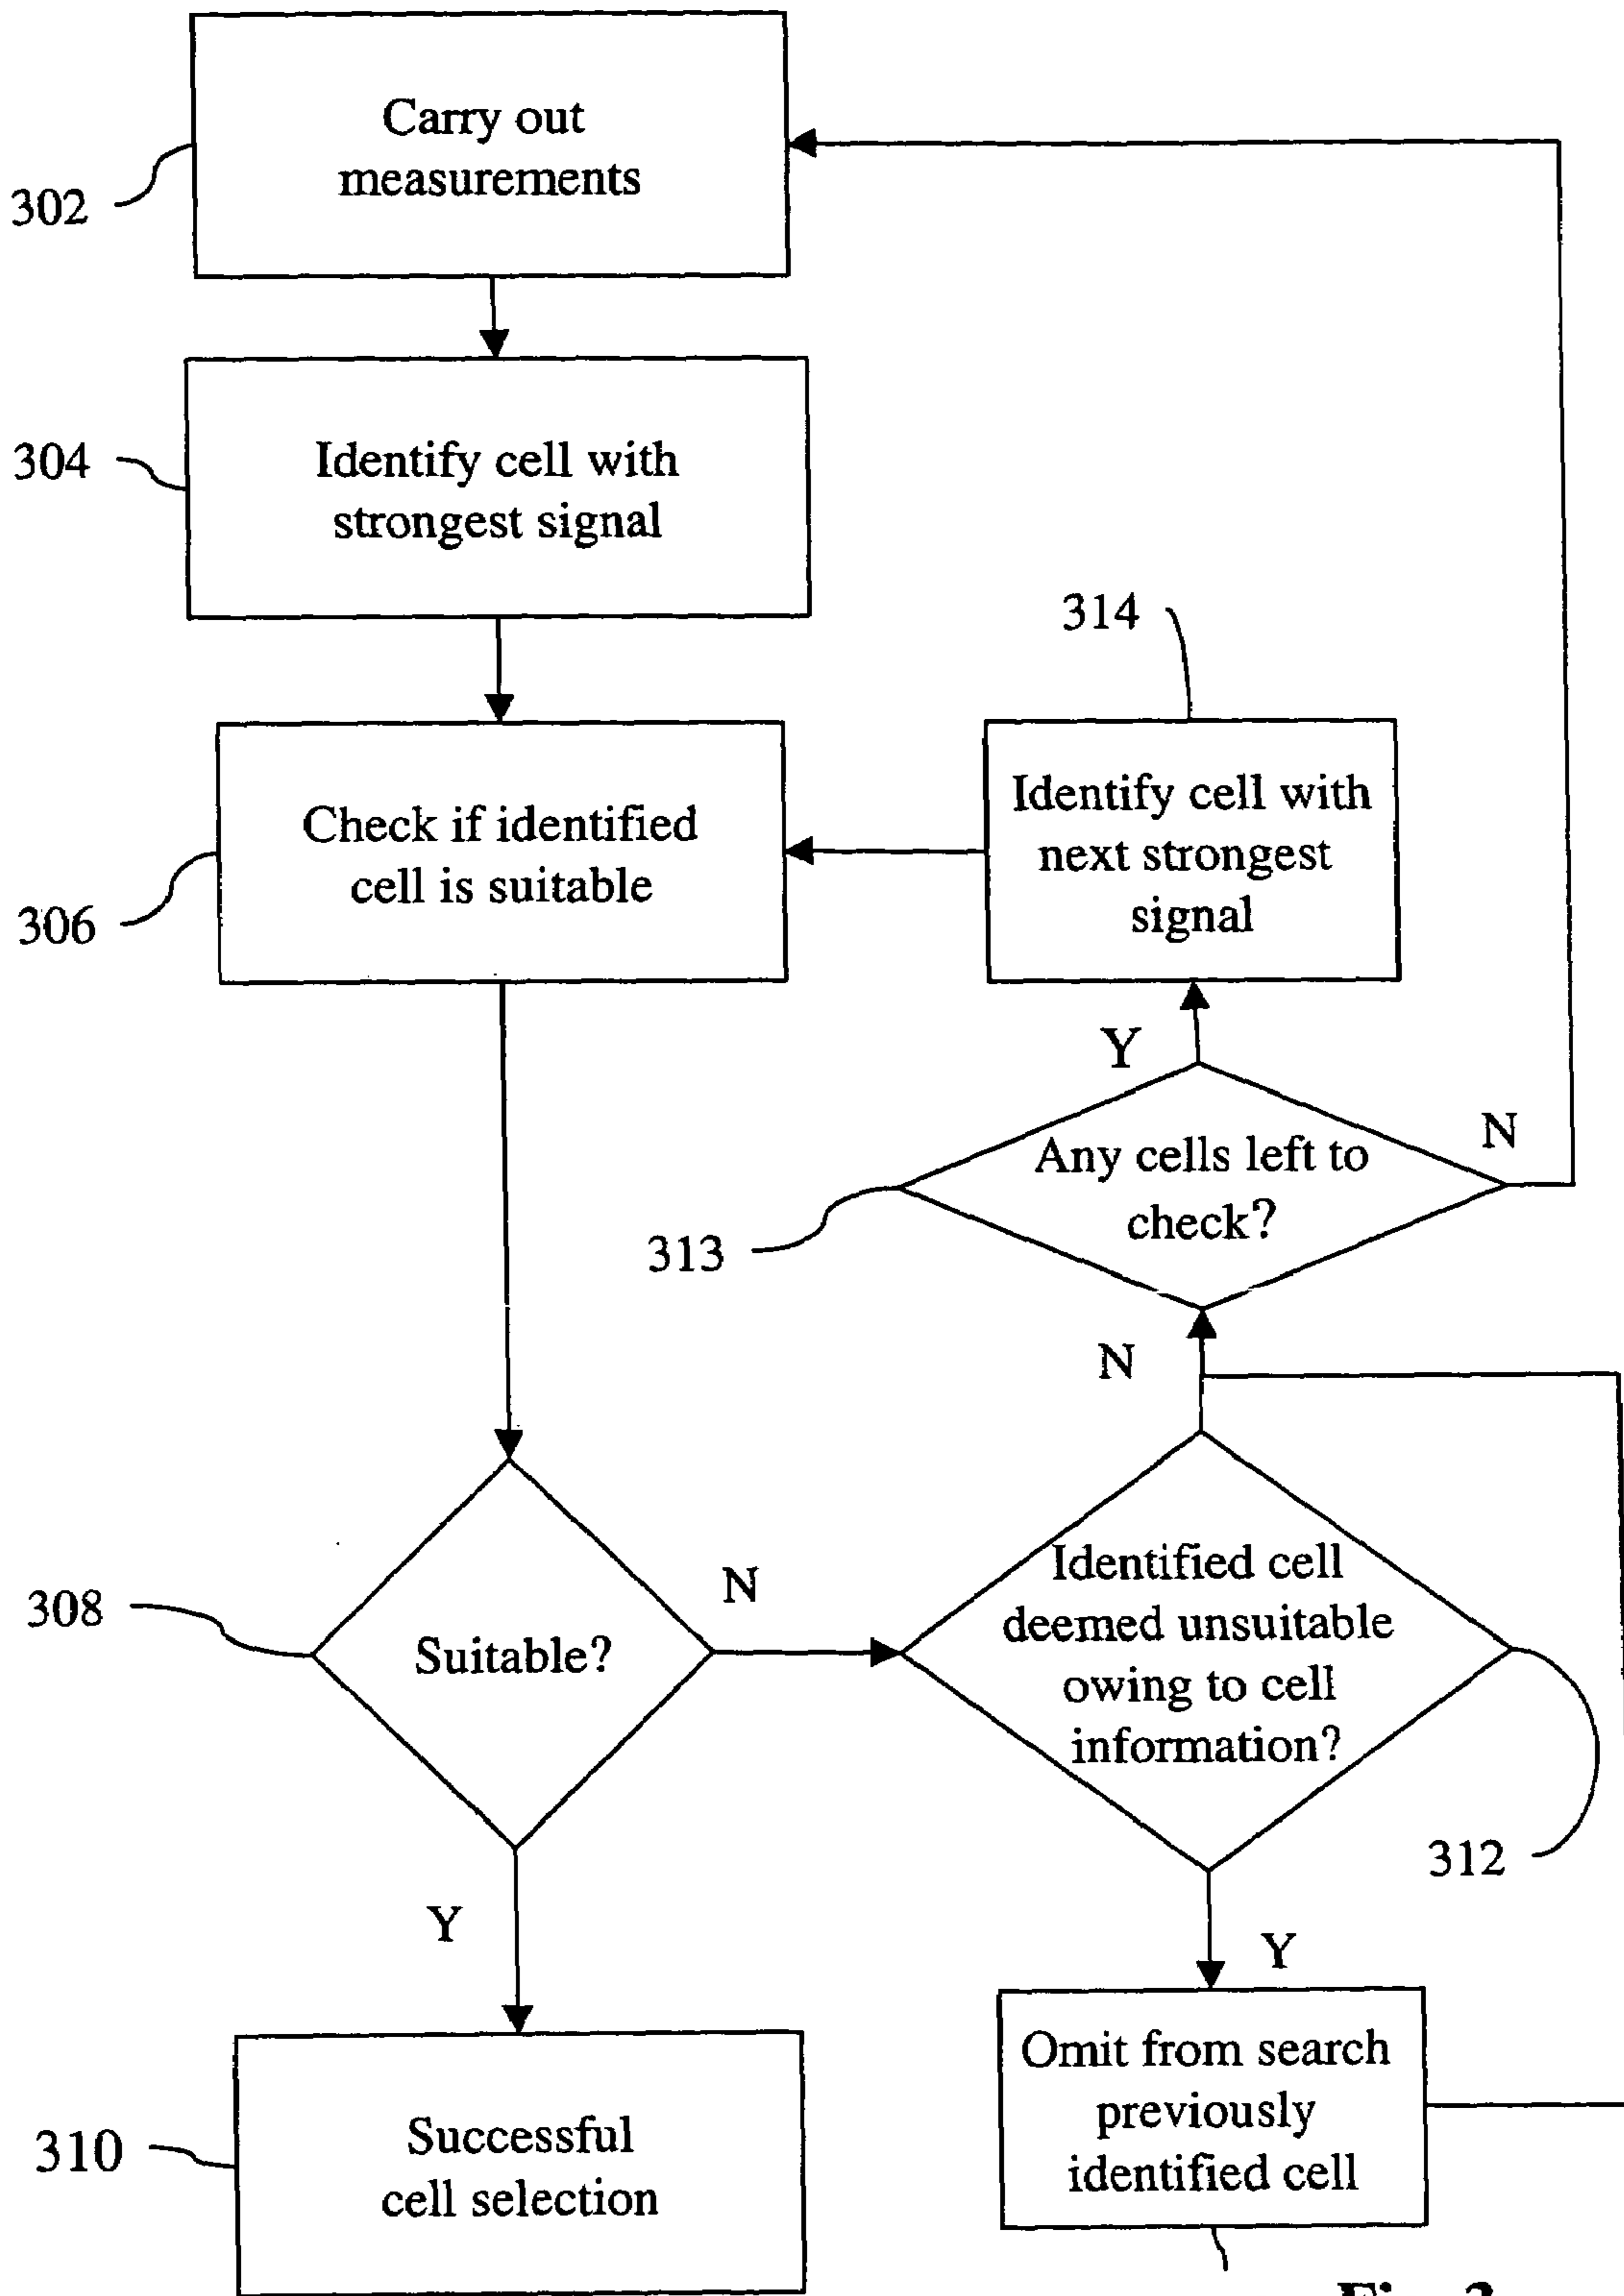 Carry out
measurements
302
304
Identify cell with
strongest signal
314
Check if identified
cell is suitable
306
Identify cell with
next strongest
signal
Y
N
Any cells left to
check?
313
N
308
Suitable?
N
Identified cell
deemed unsuitable
owing to cell
information?
312
Y
Y
310
Successful
cell selection
Omit from search
previously
identified cell